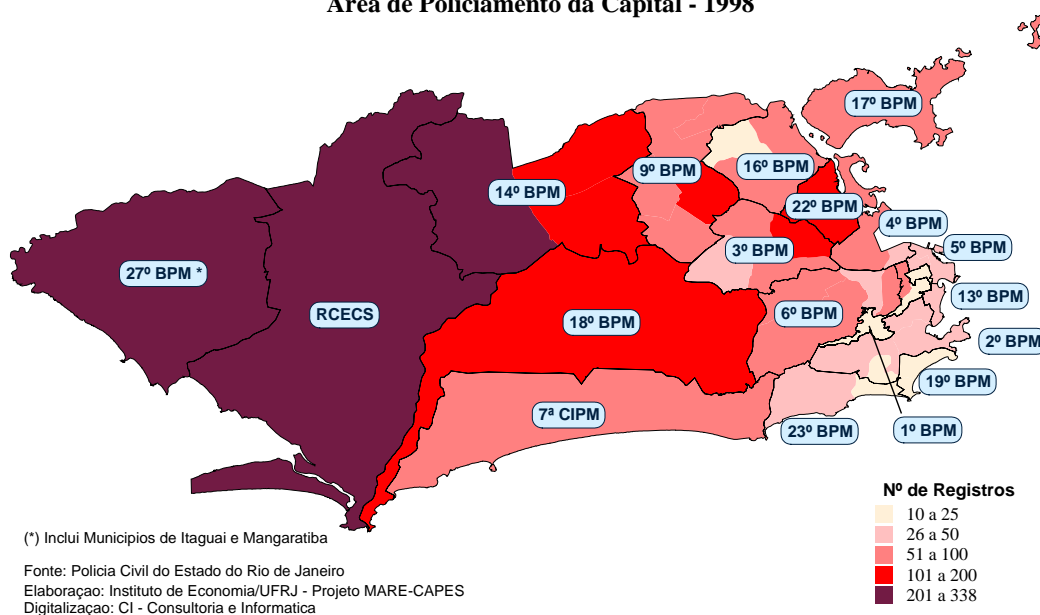 Área de Policiamento da Capital - 1998
17º BPM
9º BPM
16º BPM
14º BPM
22º BPM
4º BPM
5º BPM
3º BPM
27º BPM *
13º BPM
RCECS
6º BPM
18º BPM
2º BPM
19º BPM
7ª CIPM
23º BPM
1º BPM
Nº de Registros
10 a 25
26 a 50
51 a 100
101 a 200
201 a 338
(*) Inclui Municipios de Itaguai e Mangaratiba
Fonte: Policia Civil do Estado do Rio de Janeiro
Elaboraçao: Instituto de Economia/UFRJ - Projeto MARE-CAPES
Digitalizaçao: CI - Consultoria e Informatica